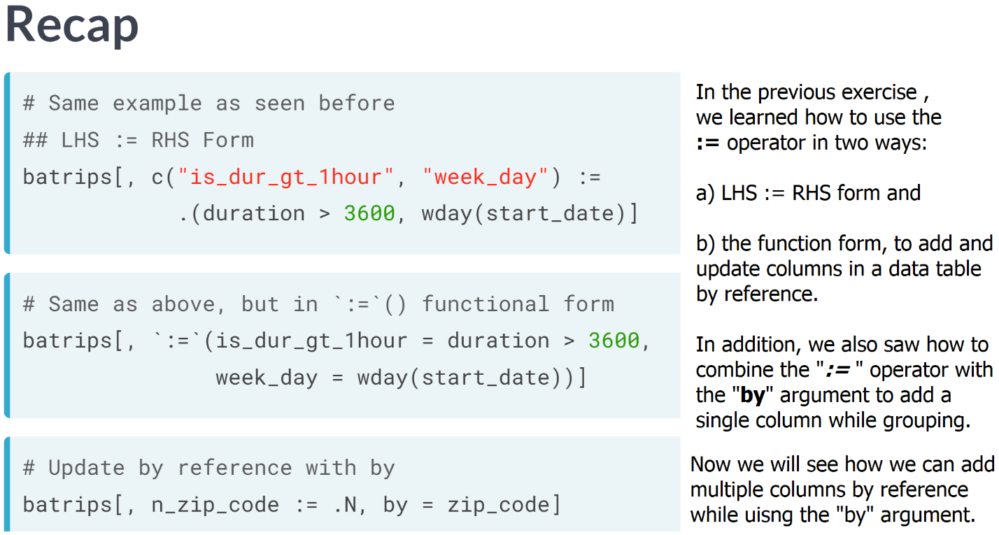 Recap
# Same example as seen before
## LHS := RHS Form
batrips[, c("is_dur_gt_1hour", "week_day") :=
.(duration > 3600, wday(start_date)]
# Same as above, but in `:=`() functional form
batrips[, `:=`(is_dur_gt_1hour = duration > 3600,
week_day = wday(start_date))]
# Update by reference with by
batrips[, n_zip_code := .N, by = zip_code]
In the previous exercise ,
we learned how to use the
:= operator in two ways:
a) LHS := RHS form and
b) the function form, to add and
update columns in a data table
by reference.
In addition, we also saw how to
combine the ":= " operator with
the "by" argument to add a
single column while grouping.
Now we will see how we can add
multiple columns by reference
while uisng the "by" argument.